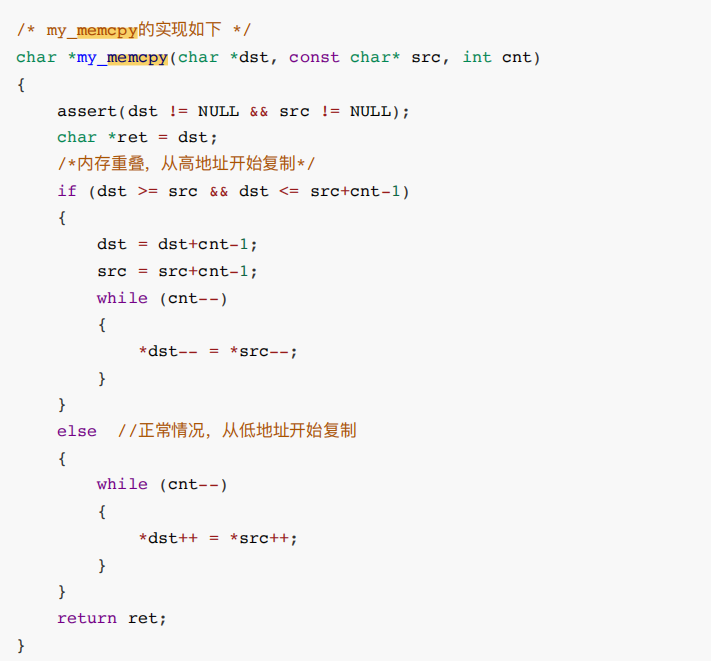 /* my_memcpy的实现如下 */
char *my_memcpy(char *dst, const char* src, int cnt)
{
    assert(dst != NULL && src != NULL);
    char *ret = dst;
    /*内存重叠，从高地址开始复制*/
    if (dst >= src && dst <= src+cnt-1)
    {
        dst = dst+cnt-1;
        src = src+cnt-1;
        while (cnt--)
        {
            *dst-- = *src--;
        }
    }
    else  //正常情况，从低地址开始复制
    {
        while (cnt--)
        {
            *dst++ = *src++;
        }
    }
    return ret;
}